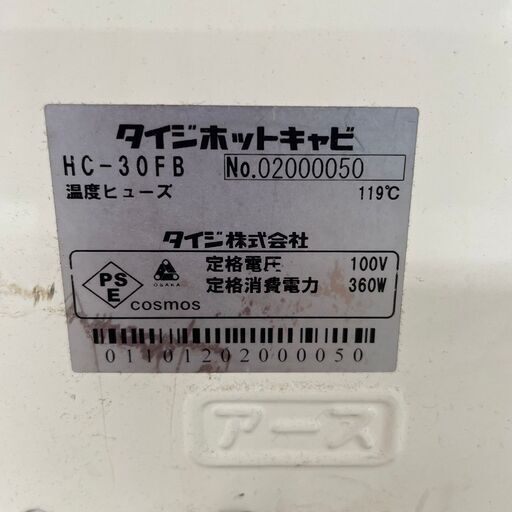 タイジホットキャビ
HC-30FB No.02000050
温度ヒューズ 119℃
タイジ株式会社
定格電圧 100V
定格消費電力 360W
PS
E
OSAKA
cosmos
01101202000050
アース